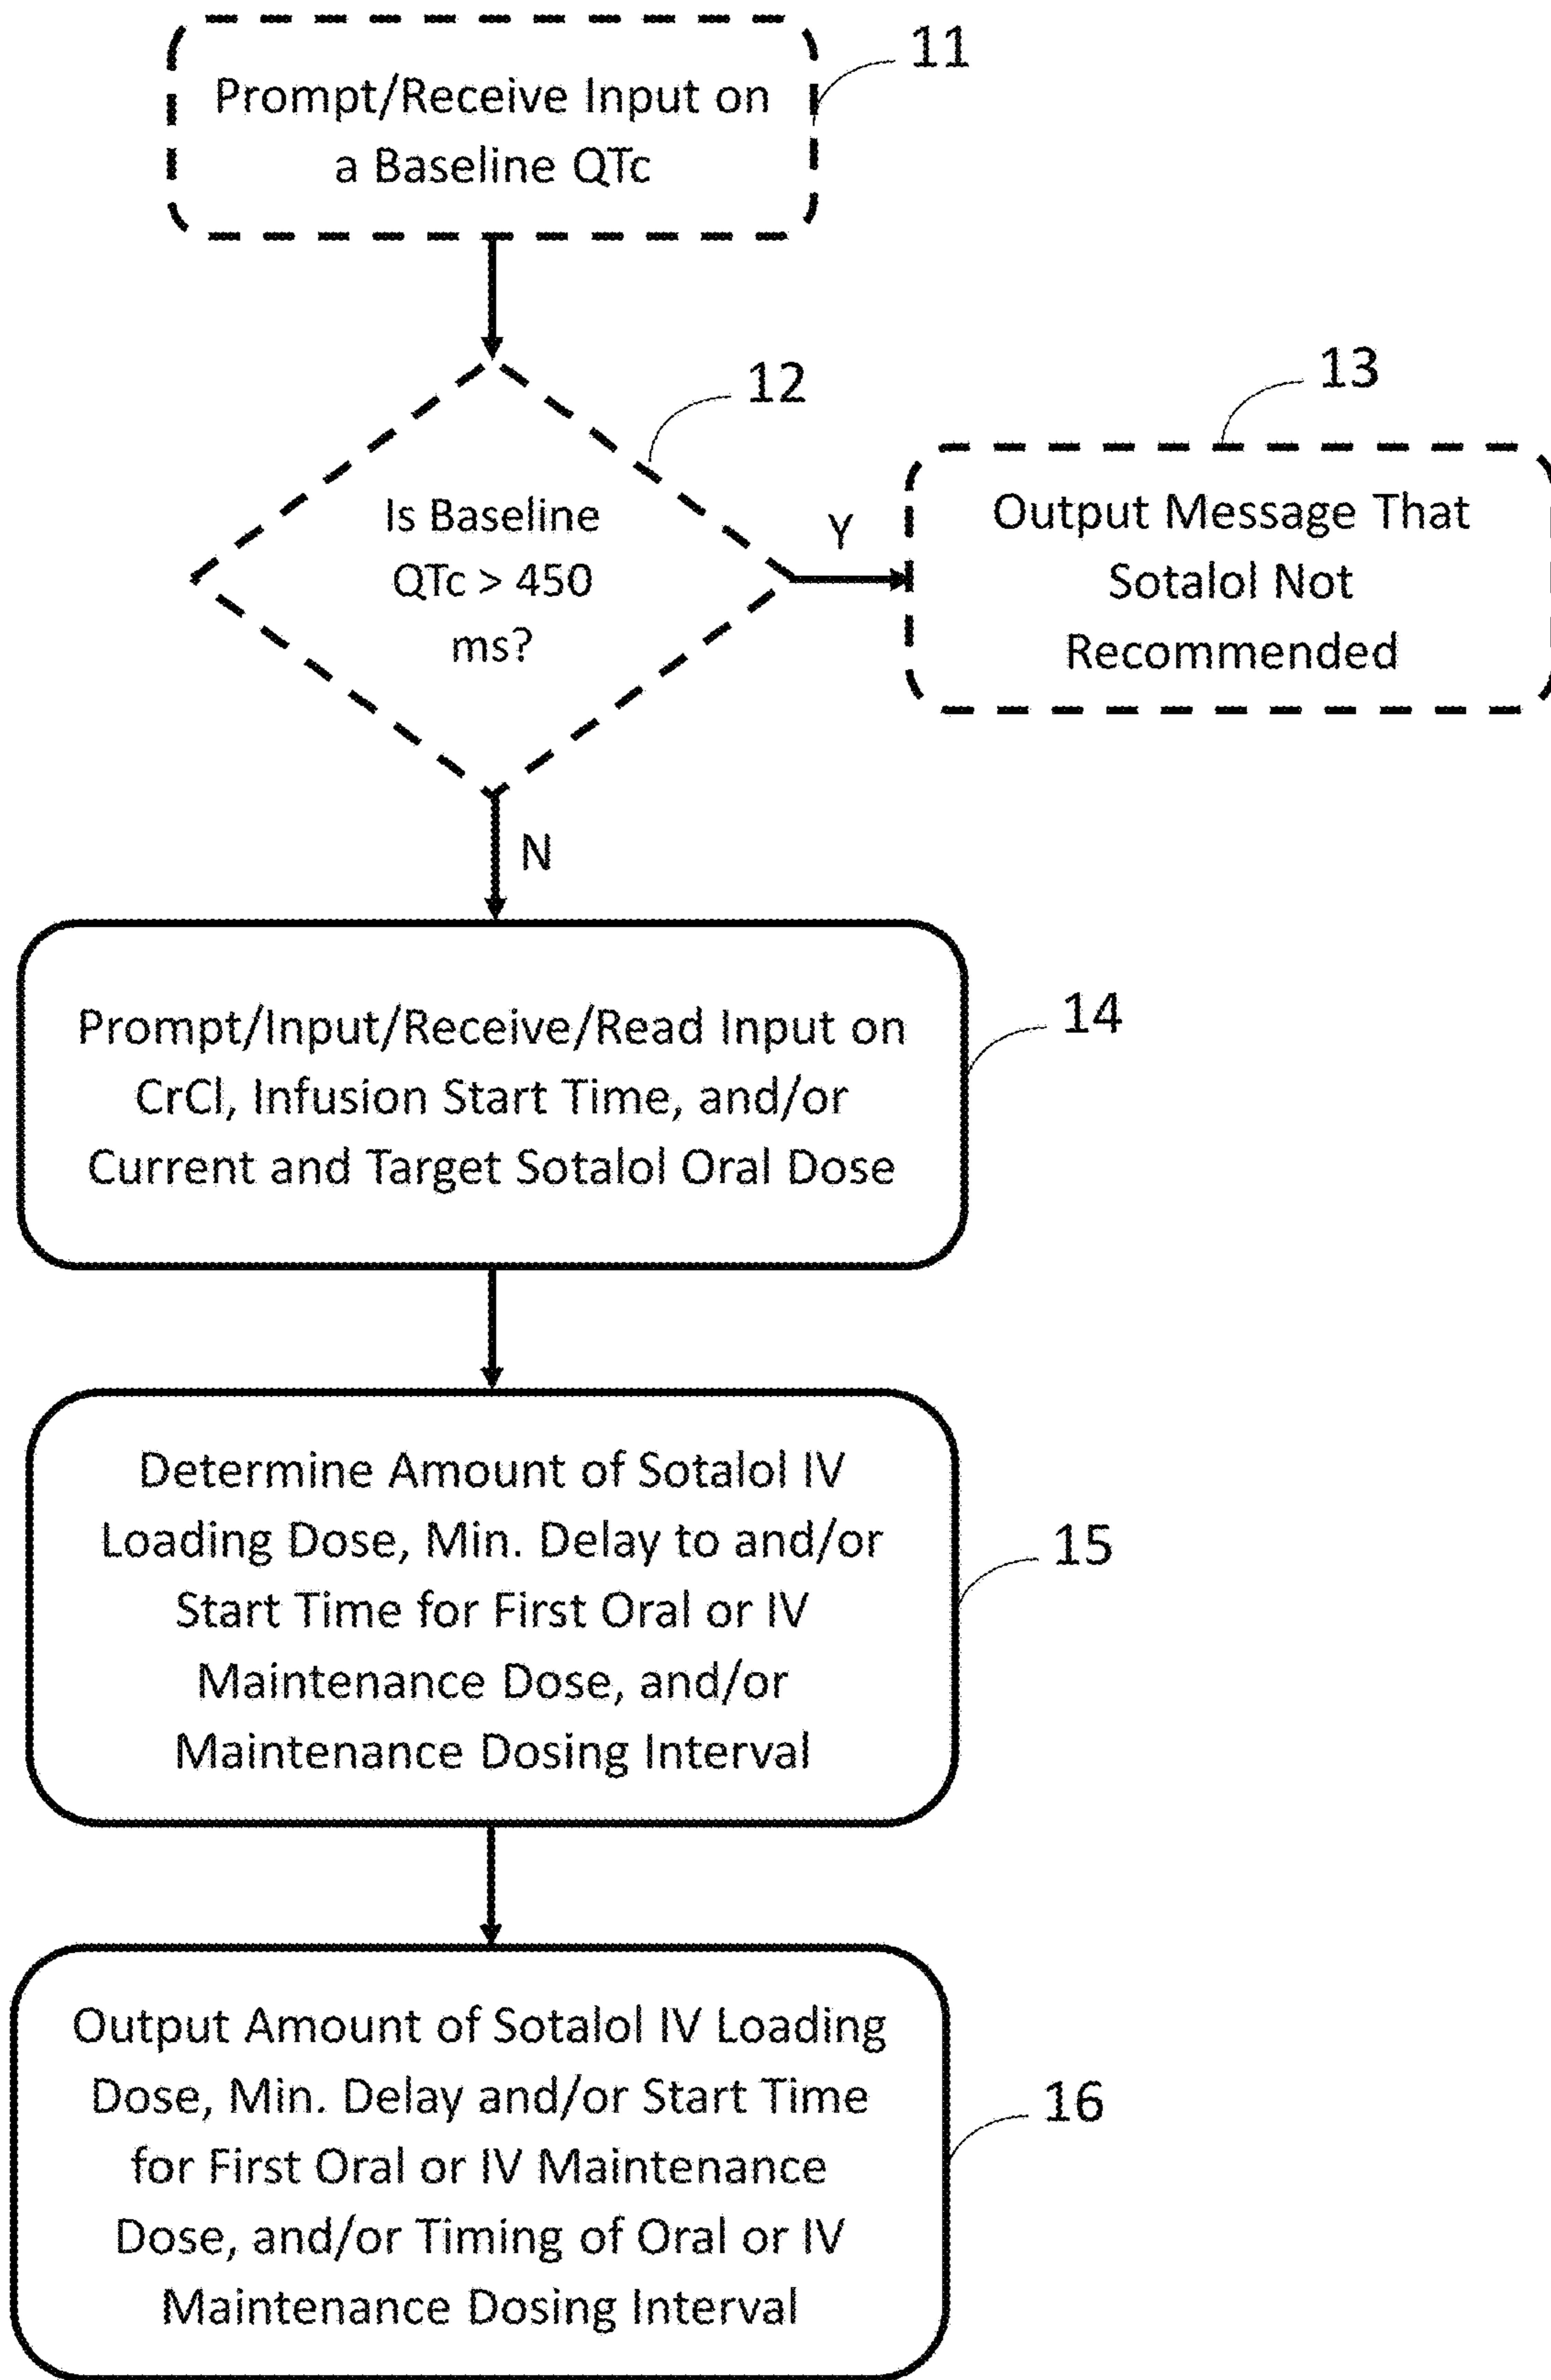 11
Prompt/Receive Input on
a Baseline QTc
12
Is Baseline
QTc > 450
ms?
Y
13
Output Message That
Sotalol Not
Recommended
N
14
Prompt/Input/Receive/Read Input on
CrCl, Infusion Start Time, and/or
Current and Target Sotalol Oral Dose
15
Determine Amount of Sotalol IV
Loading Dose, Min. Delay to and/or
Start Time for First Oral or IV
Maintenance Dose, and/or
Maintenance Dosing Interval
16
Output Amount of Sotalol IV Loading
Dose, Min. Delay and/or Start Time
for First Oral or IV Maintenance
Dose, and/or Timing of Oral or IV
Maintenance Dosing Interval